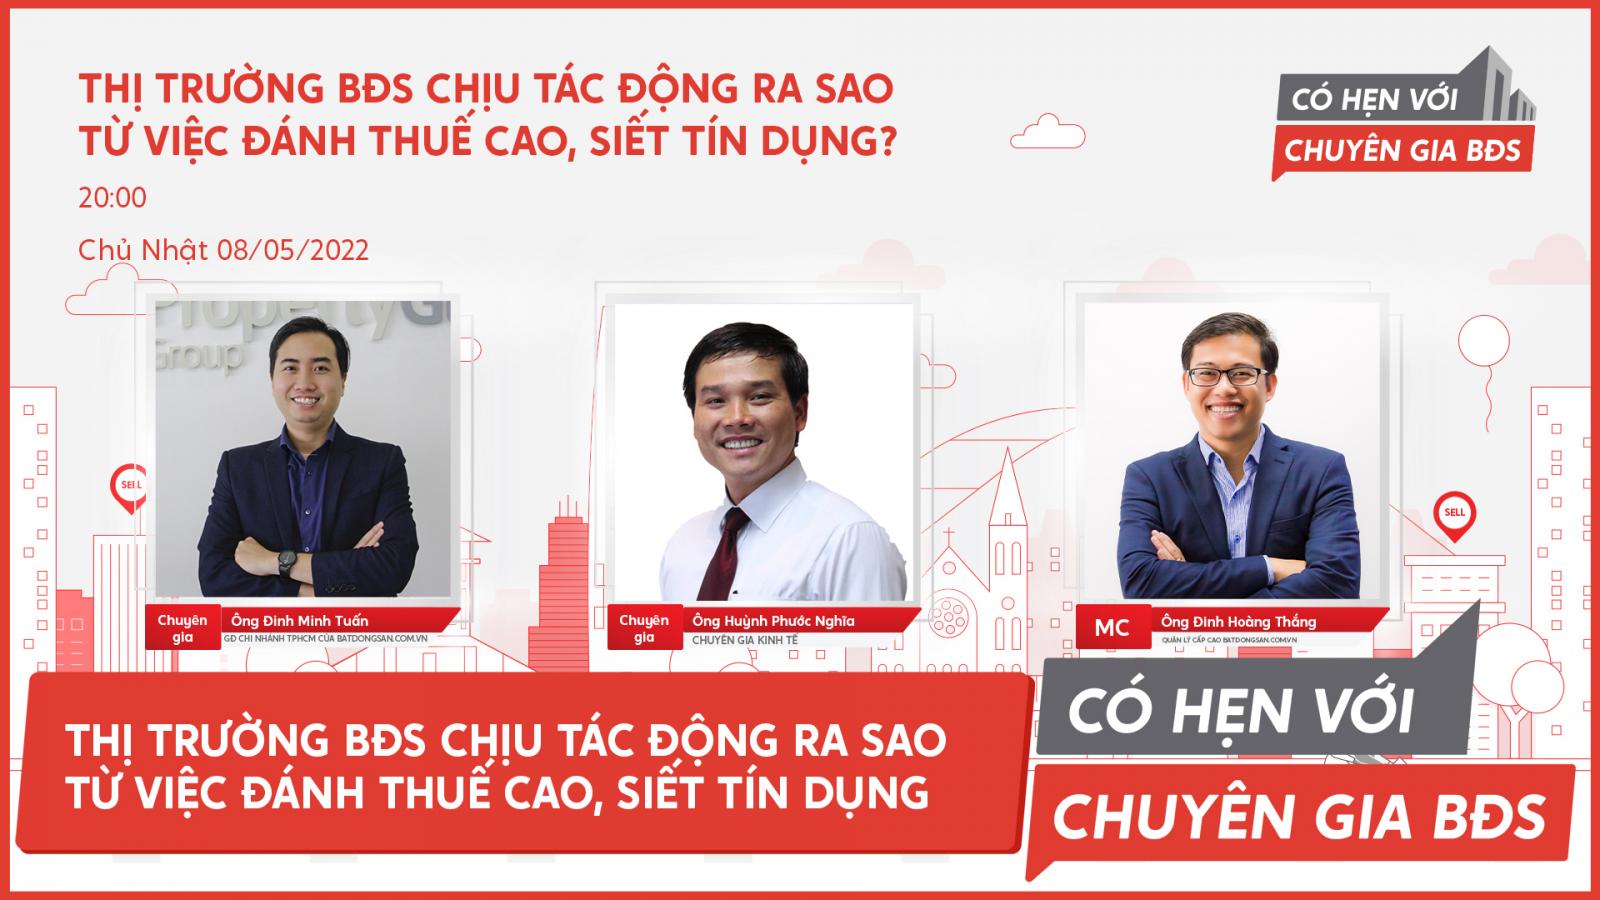 THỊ TRƯỜNG BĐS CHỊU TÁC ĐỘNG RA SAO
TỪ VIỆC ĐÁNH THUẾ CAO, SIẾT TÍN DỤNG?
20:00
Chủ Nhật 08/05/2022
CÓ HẸN VỚI
CHUYÊN GIA BĐS
PropertyG
Group
SELL
SELL
Chuyên
gia
Ông Đinh Minh Tuấn
GĐ CHI NHÁNH TPHCM CỦA BATDONGSAN.COM.VN
Chuyên
gia
Ông Huỳnh Phước Nghĩa
CHUYÊN GIA KINH TẾ
MC
Ông Đinh Hoàng Thắng
QUẢN LÝ CẤP CAO BATDONGSAN.COM.VN
THỊ TRƯỜNG BĐS CHỊU TÁC ĐỘNG RA SAO
TỪ VIỆC ĐÁNH THUẾ CAO, SIẾT TÍN DỤNG
CÓ HẸN VỚI
CHUYÊN GIA BĐS